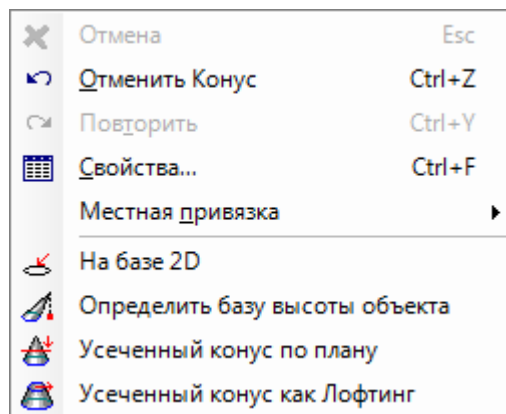 Отмена Esc
Отменить Конус Ctrl+Z
Повторить Ctrl+Y
Свойства... Ctrl+F
Местная привязка
На базе 2D
Определить базу высоты объекта
Усеченный конус по плану
Усеченный конус как Лофтинг